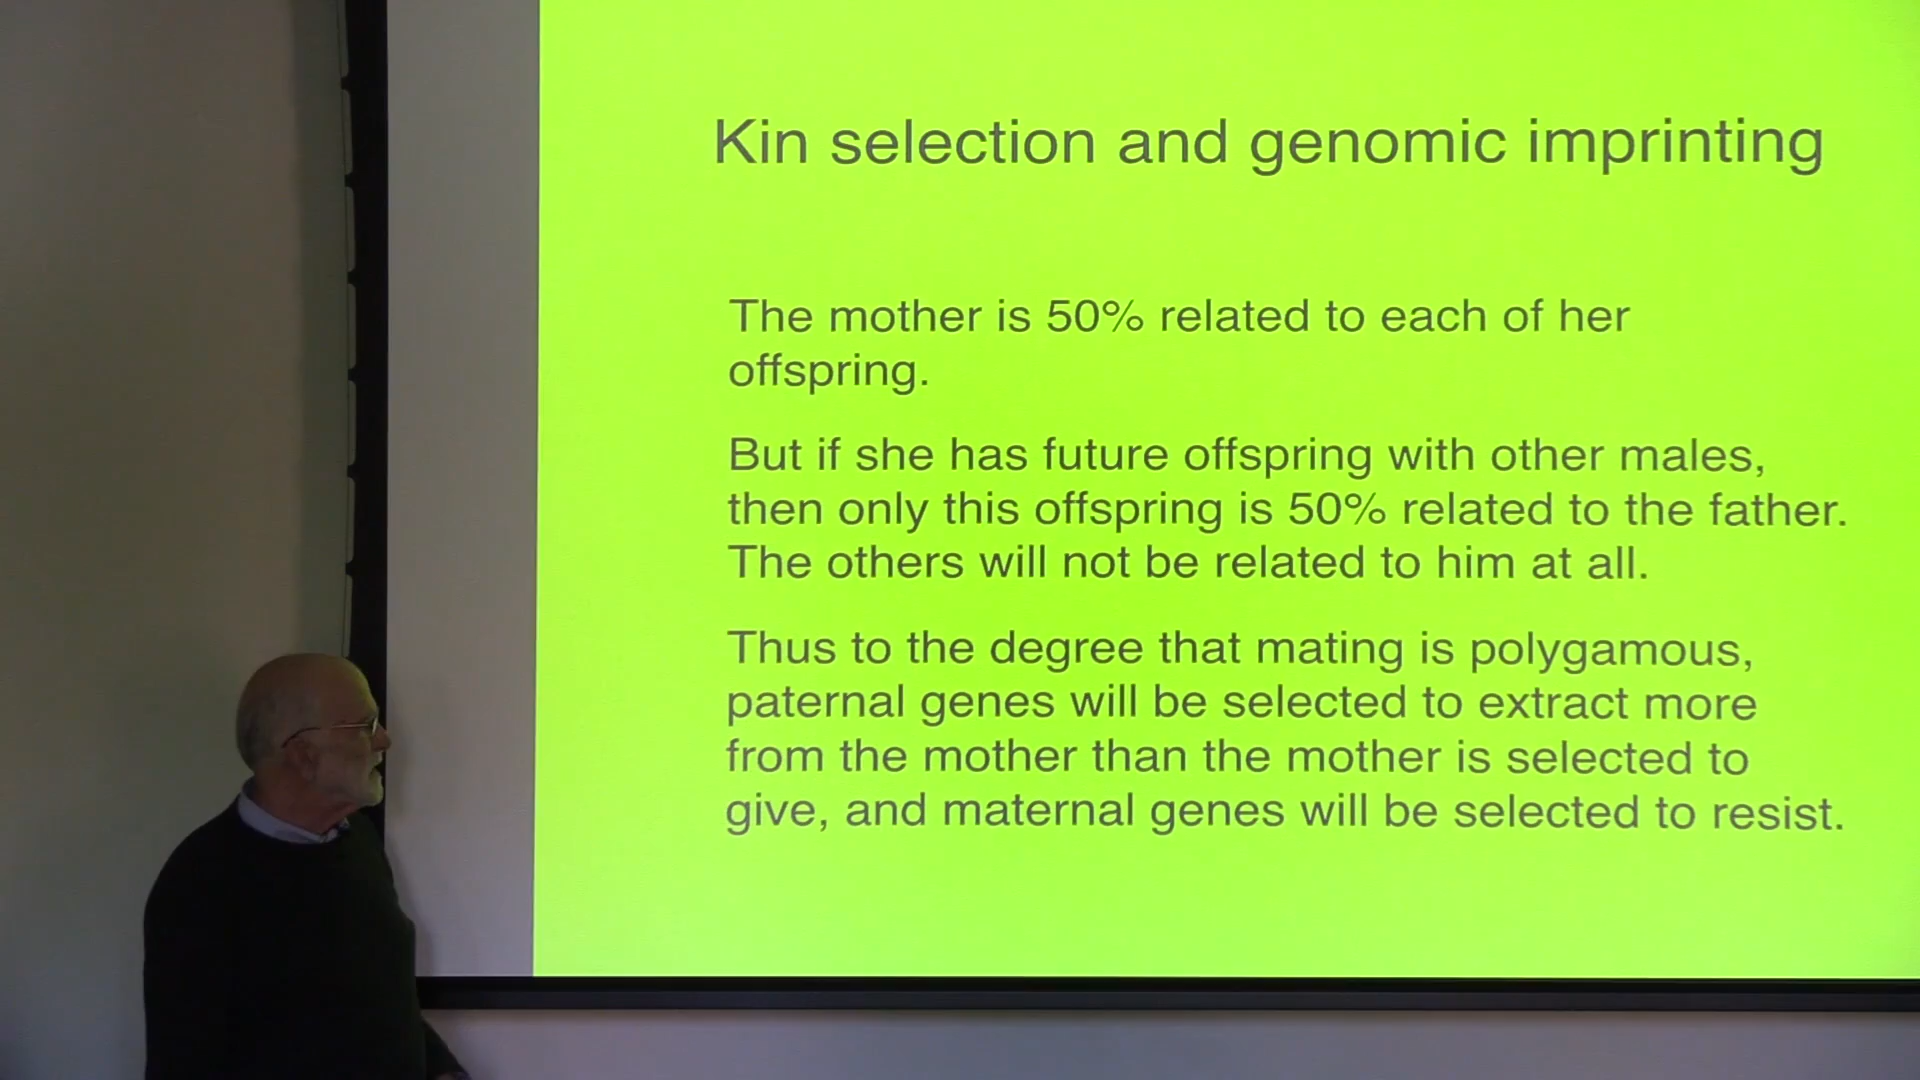 Kin selection and genomic imprinting
The mother is 50% related to each of her
offspring.
But if she has future offspring with other males,
then only this offspring is 50% related to the father.
The others will not be related to him at all.
Thus to the degree that mating is polygamous,
paternal genes will be selected to extract more
from the mother than the mother is selected to
give, and maternal genes will be selected to resist.